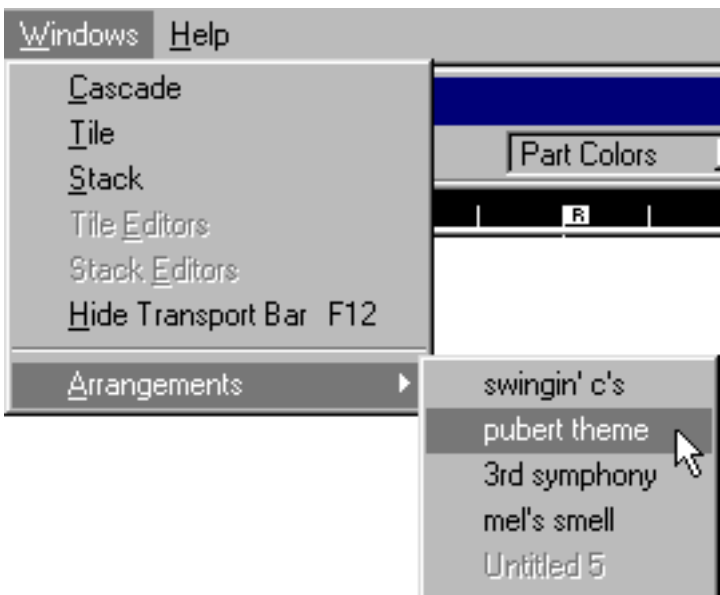 Windows Help
Cascade
Tile
Part Colors
Stack
R
Tile Editors
Stack Editors
Hide Transport Bar F12
Arrangements
swingin' c's
pubert theme
3rd symphony
mel's smell
Untitled 5